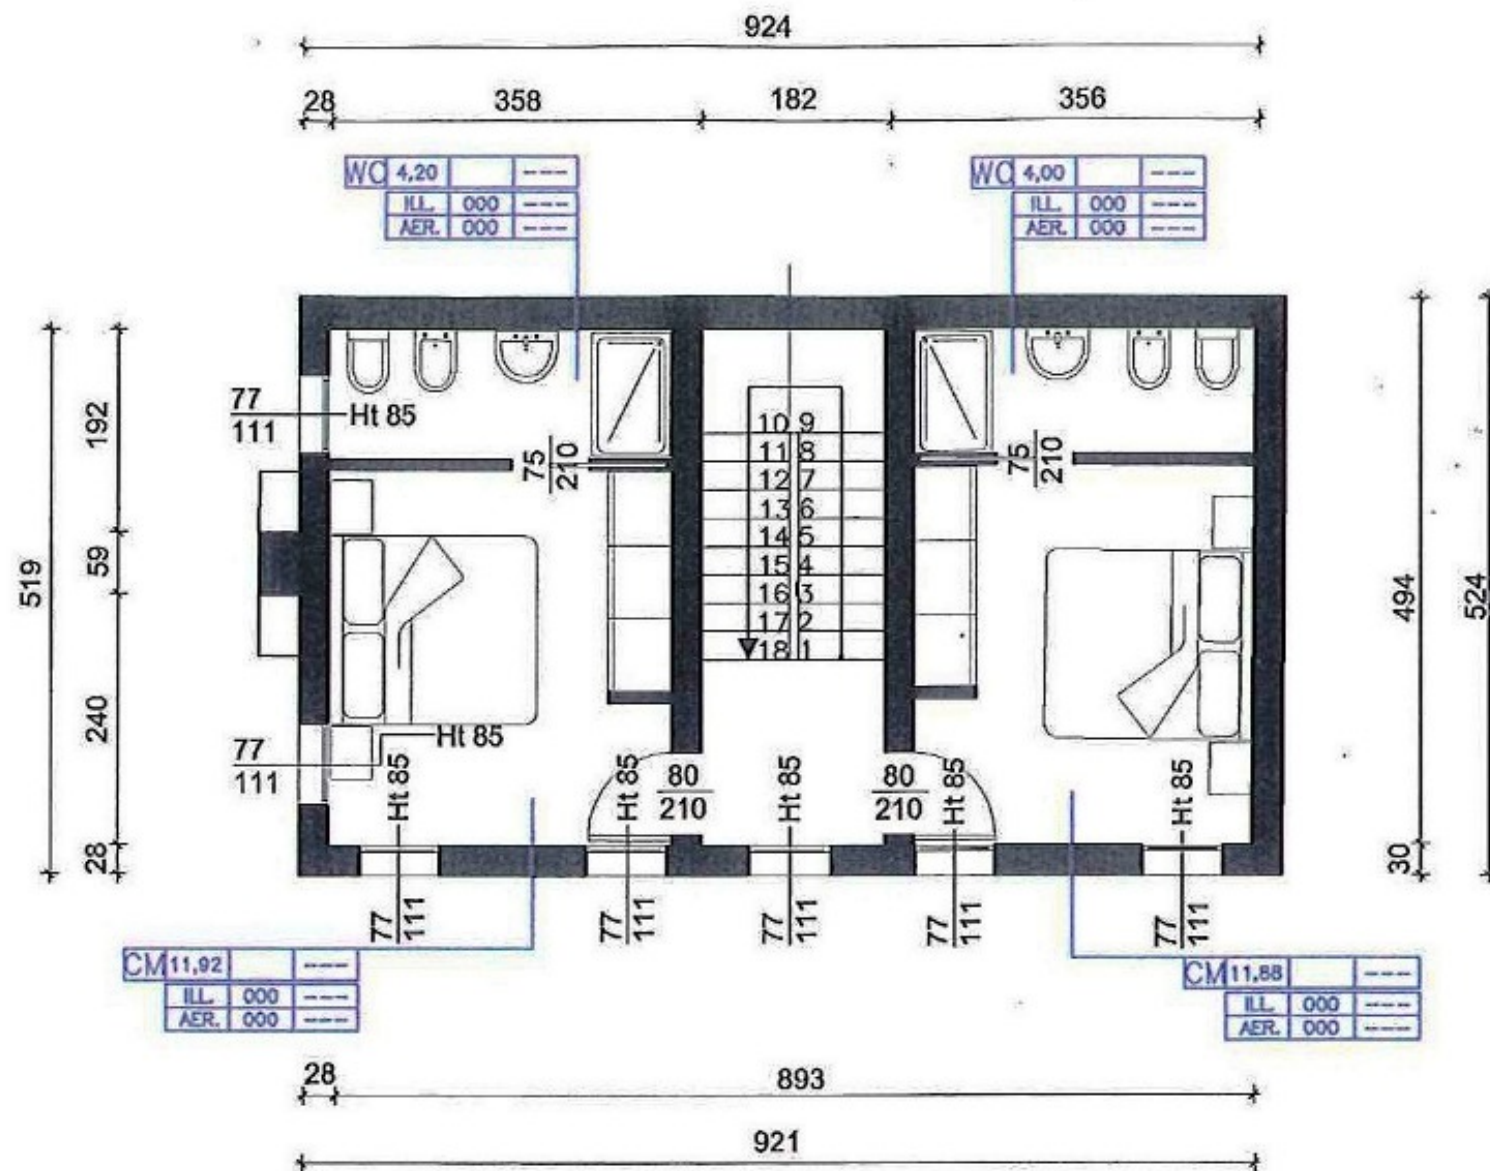 924
28 358 182 356
WC 4,20 ---
ILL. 000 ---
AER. 000 ---
WC 4,00 ---
ILL. 000 ---
AER. 000 ---
77
111
Ht 85
75
210
75
210
10 9
11 8
12 7
13 6
14 5
15 4
16 3
17 2
18 1
192
59
240
28
519
494
30
524
77
111
Ht 85
Ht 85
Ht 85
80
210
Ht 85
80
210
Ht 85
Ht 85
77
111
77
111
77
111
77
111
77
111
CM 11,92 ---
ILL. 000 ---
AER. 000 ---
CM 11,88 ---
ILL. 000 ---
AER. 000 ---
28 893
921